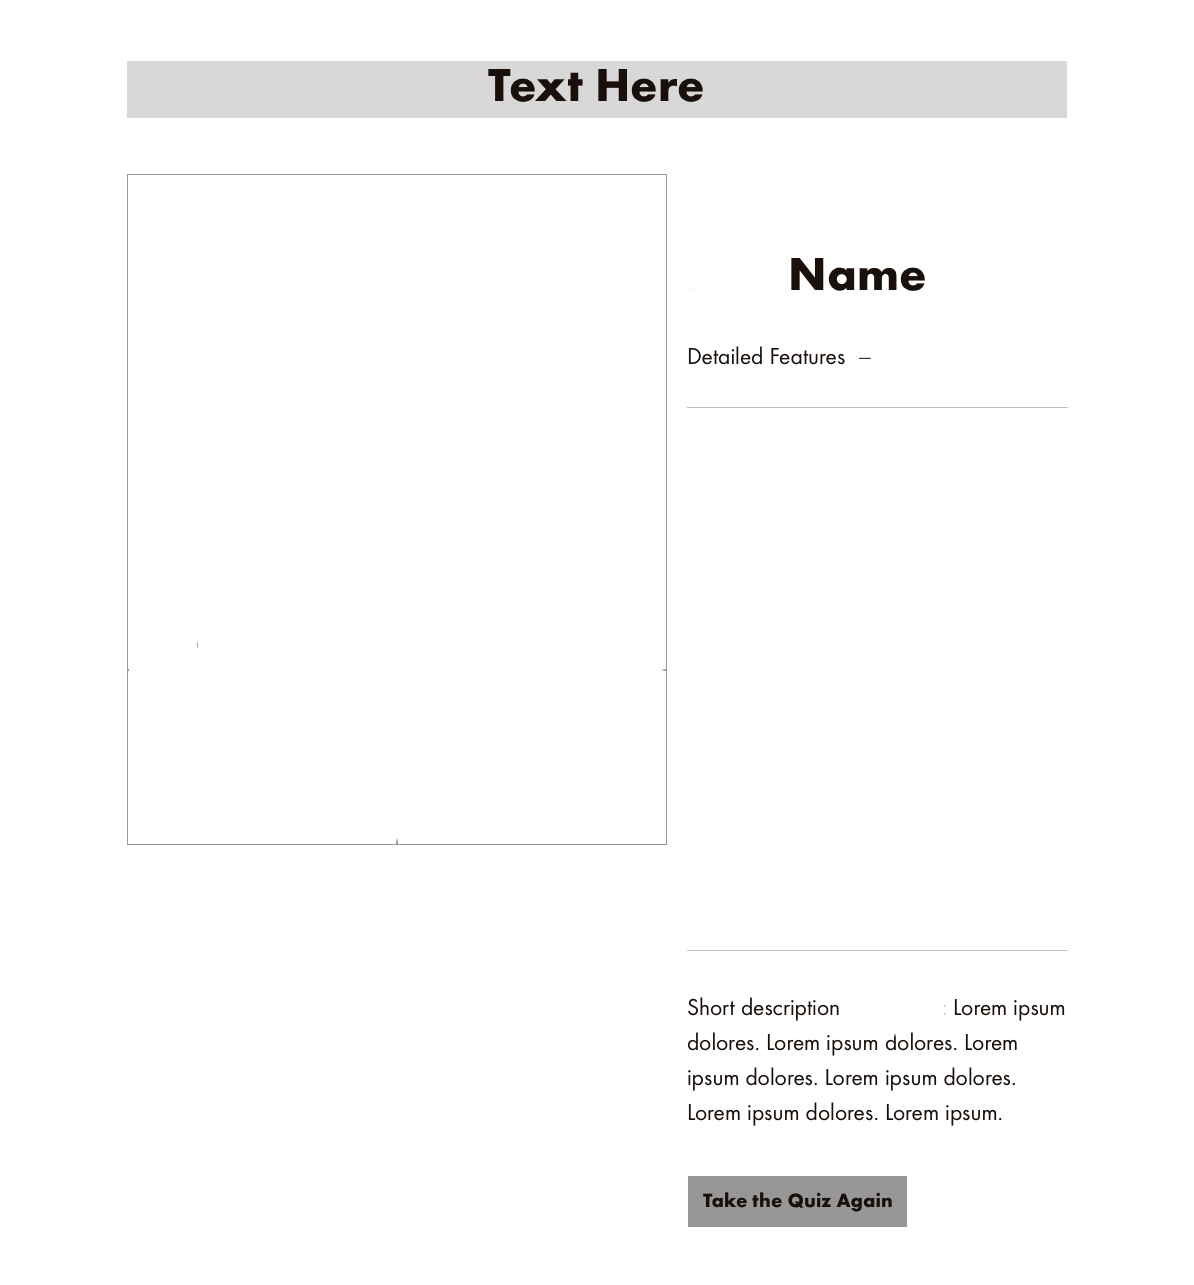 Text Here
Name
Detailed Features –
Short description : Lorem ipsum
dolores. Lorem ipsum dolores. Lorem
ipsum dolores. Lorem ipsum dolores.
Lorem ipsum dolores. Lorem ipsum.
Take the Quiz Again